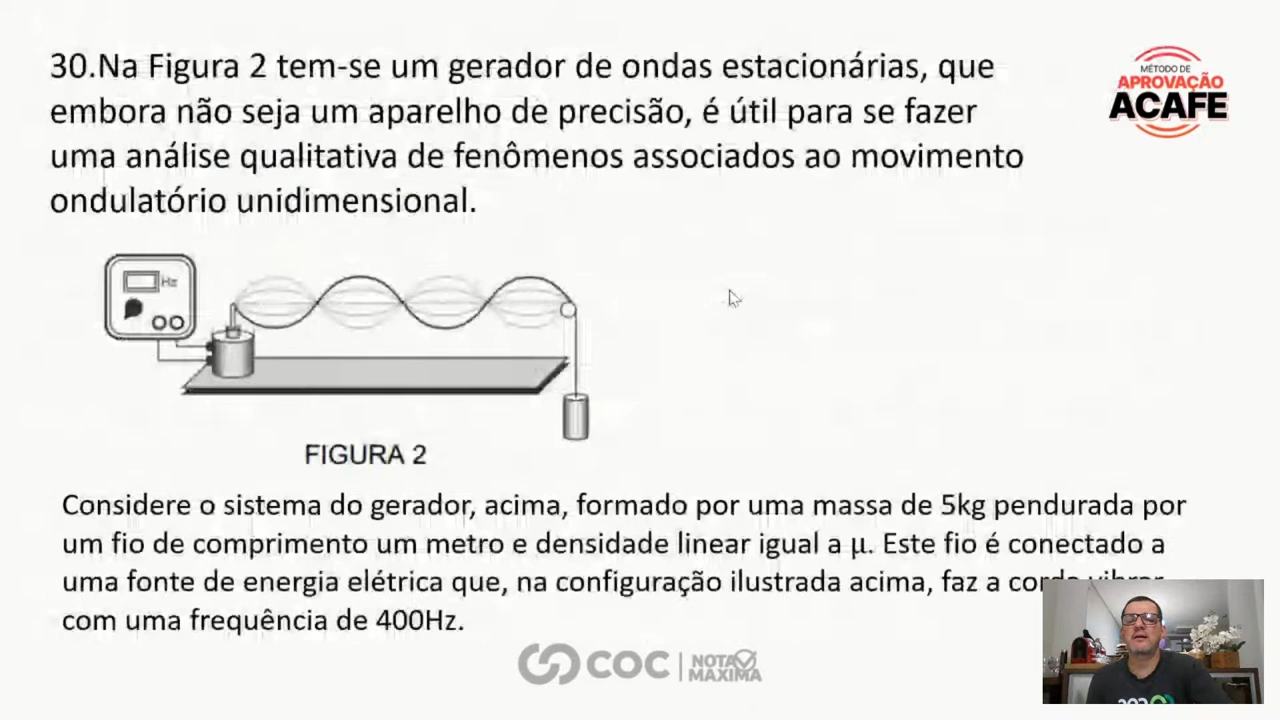 30.Na Figura 2 tem-se um gerador de ondas estacionárias, que
embora não seja um aparelho de precisão, é útil para se fazer
uma análise qualitativa de fenômenos associados ao movimento
ondulatório unidimensional.
MÉTODO DE
APROVAÇÃO
ACAFE
Hz
FIGURA 2
Considere o sistema do gerador, acima, formado por uma massa de 5kg pendurada por
um fio de comprimento um metro e densidade linear igual a μ. Este fio é conectado a
uma fonte de energia elétrica que, na configuração ilustrada acima, faz a corda vibrar
com uma frequência de 400Hz.
COC
NOTA
MÁXIMA